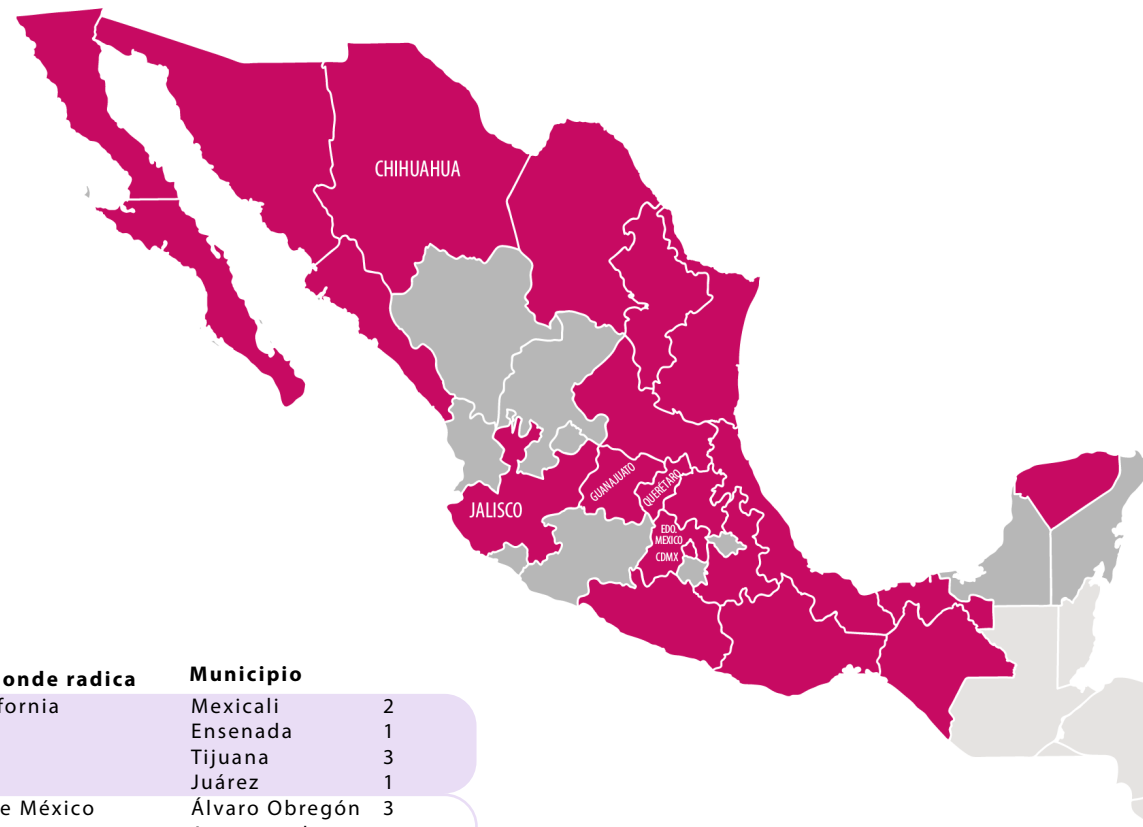 CHIHUAHUA
GUANAJUATO
QUERÉTARO
JALISCO
EDO.
MEXICO
CDMX
onde radica Municipio
fornia Mexicali 2
Ensenada 1
Tijuana 3
Juárez 1
e México Álvaro Obregón 3